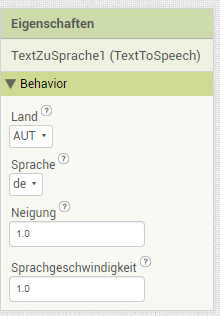 Eigenschaften
TextZuSprache1 (TextToSpeech)
Behavior
Land ?
AUT
Sprache ?
de
Neigung ?
1.0
Sprachgeschwindigkeit ?
1.0